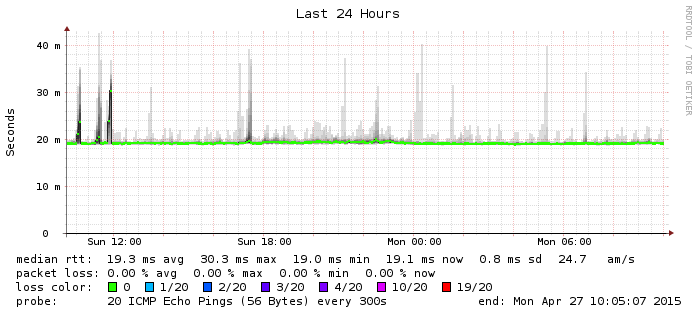 Last 24 Hours
RRDTOOL / TOBI OETIKER
Seconds
40 m
30 m
20 m
10 m
0
Sun 12:00 Sun 18:00 Mon 00:00 Mon 06:00
median rtt: 19.3 ms avg 30.3 ms max 19.0 ms min 19.1 ms now 0.8 ms sd 24.7 am/s
packet loss: 0.00 % avg 0.00 % max 0.00 % min 0.00 % now
loss color: 0 1/20 2/20 3/20 4/20 10/20 19/20
probe: 20 ICMP Echo Pings (56 Bytes) every 300s end: Mon Apr 27 10:05:07 2015